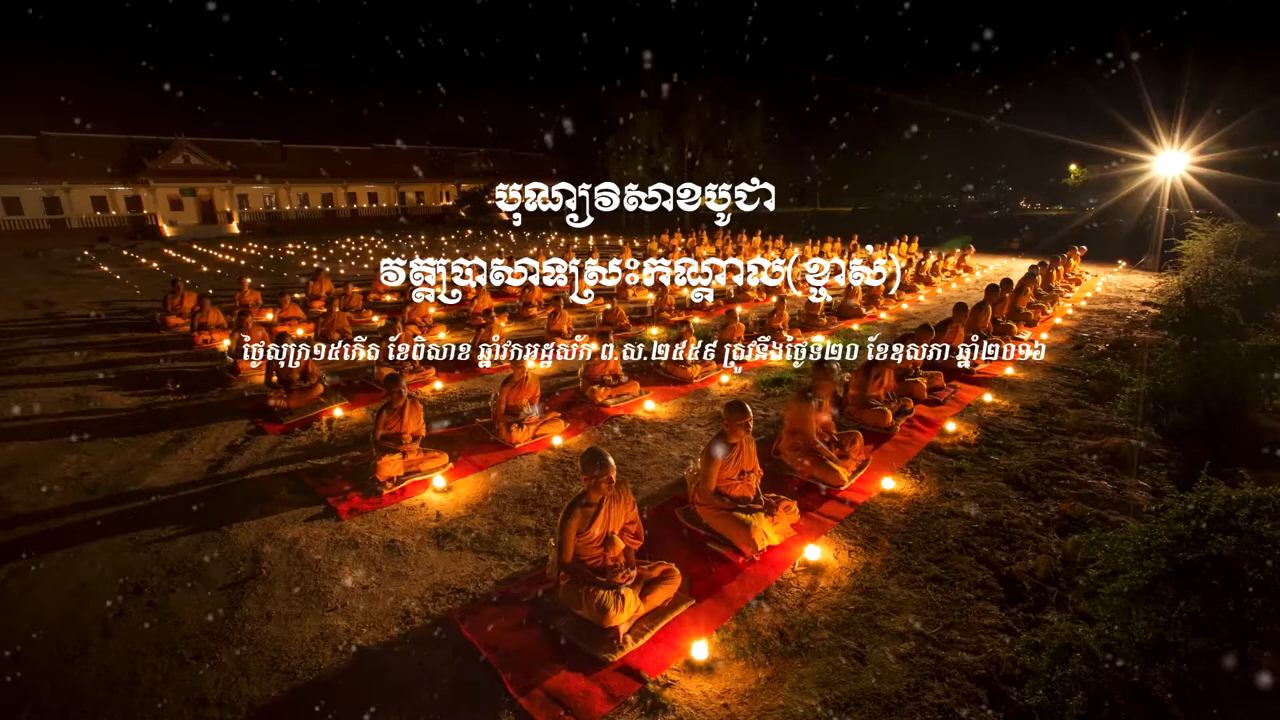 បុណ្យវិសាខបូជា
វត្តប្រាសាទស្រះកណ្តាល(ខ្ចាស់)
ថ្ងៃសុក្រ១៥កើត ខែពិសាខ ឆ្នាំវកអដ្ឋស័ក ព.ស.២៥៥៩ ត្រូវនឹងថ្ងៃទី២០ ខែឧសភា ឆ្នាំ២០១៦